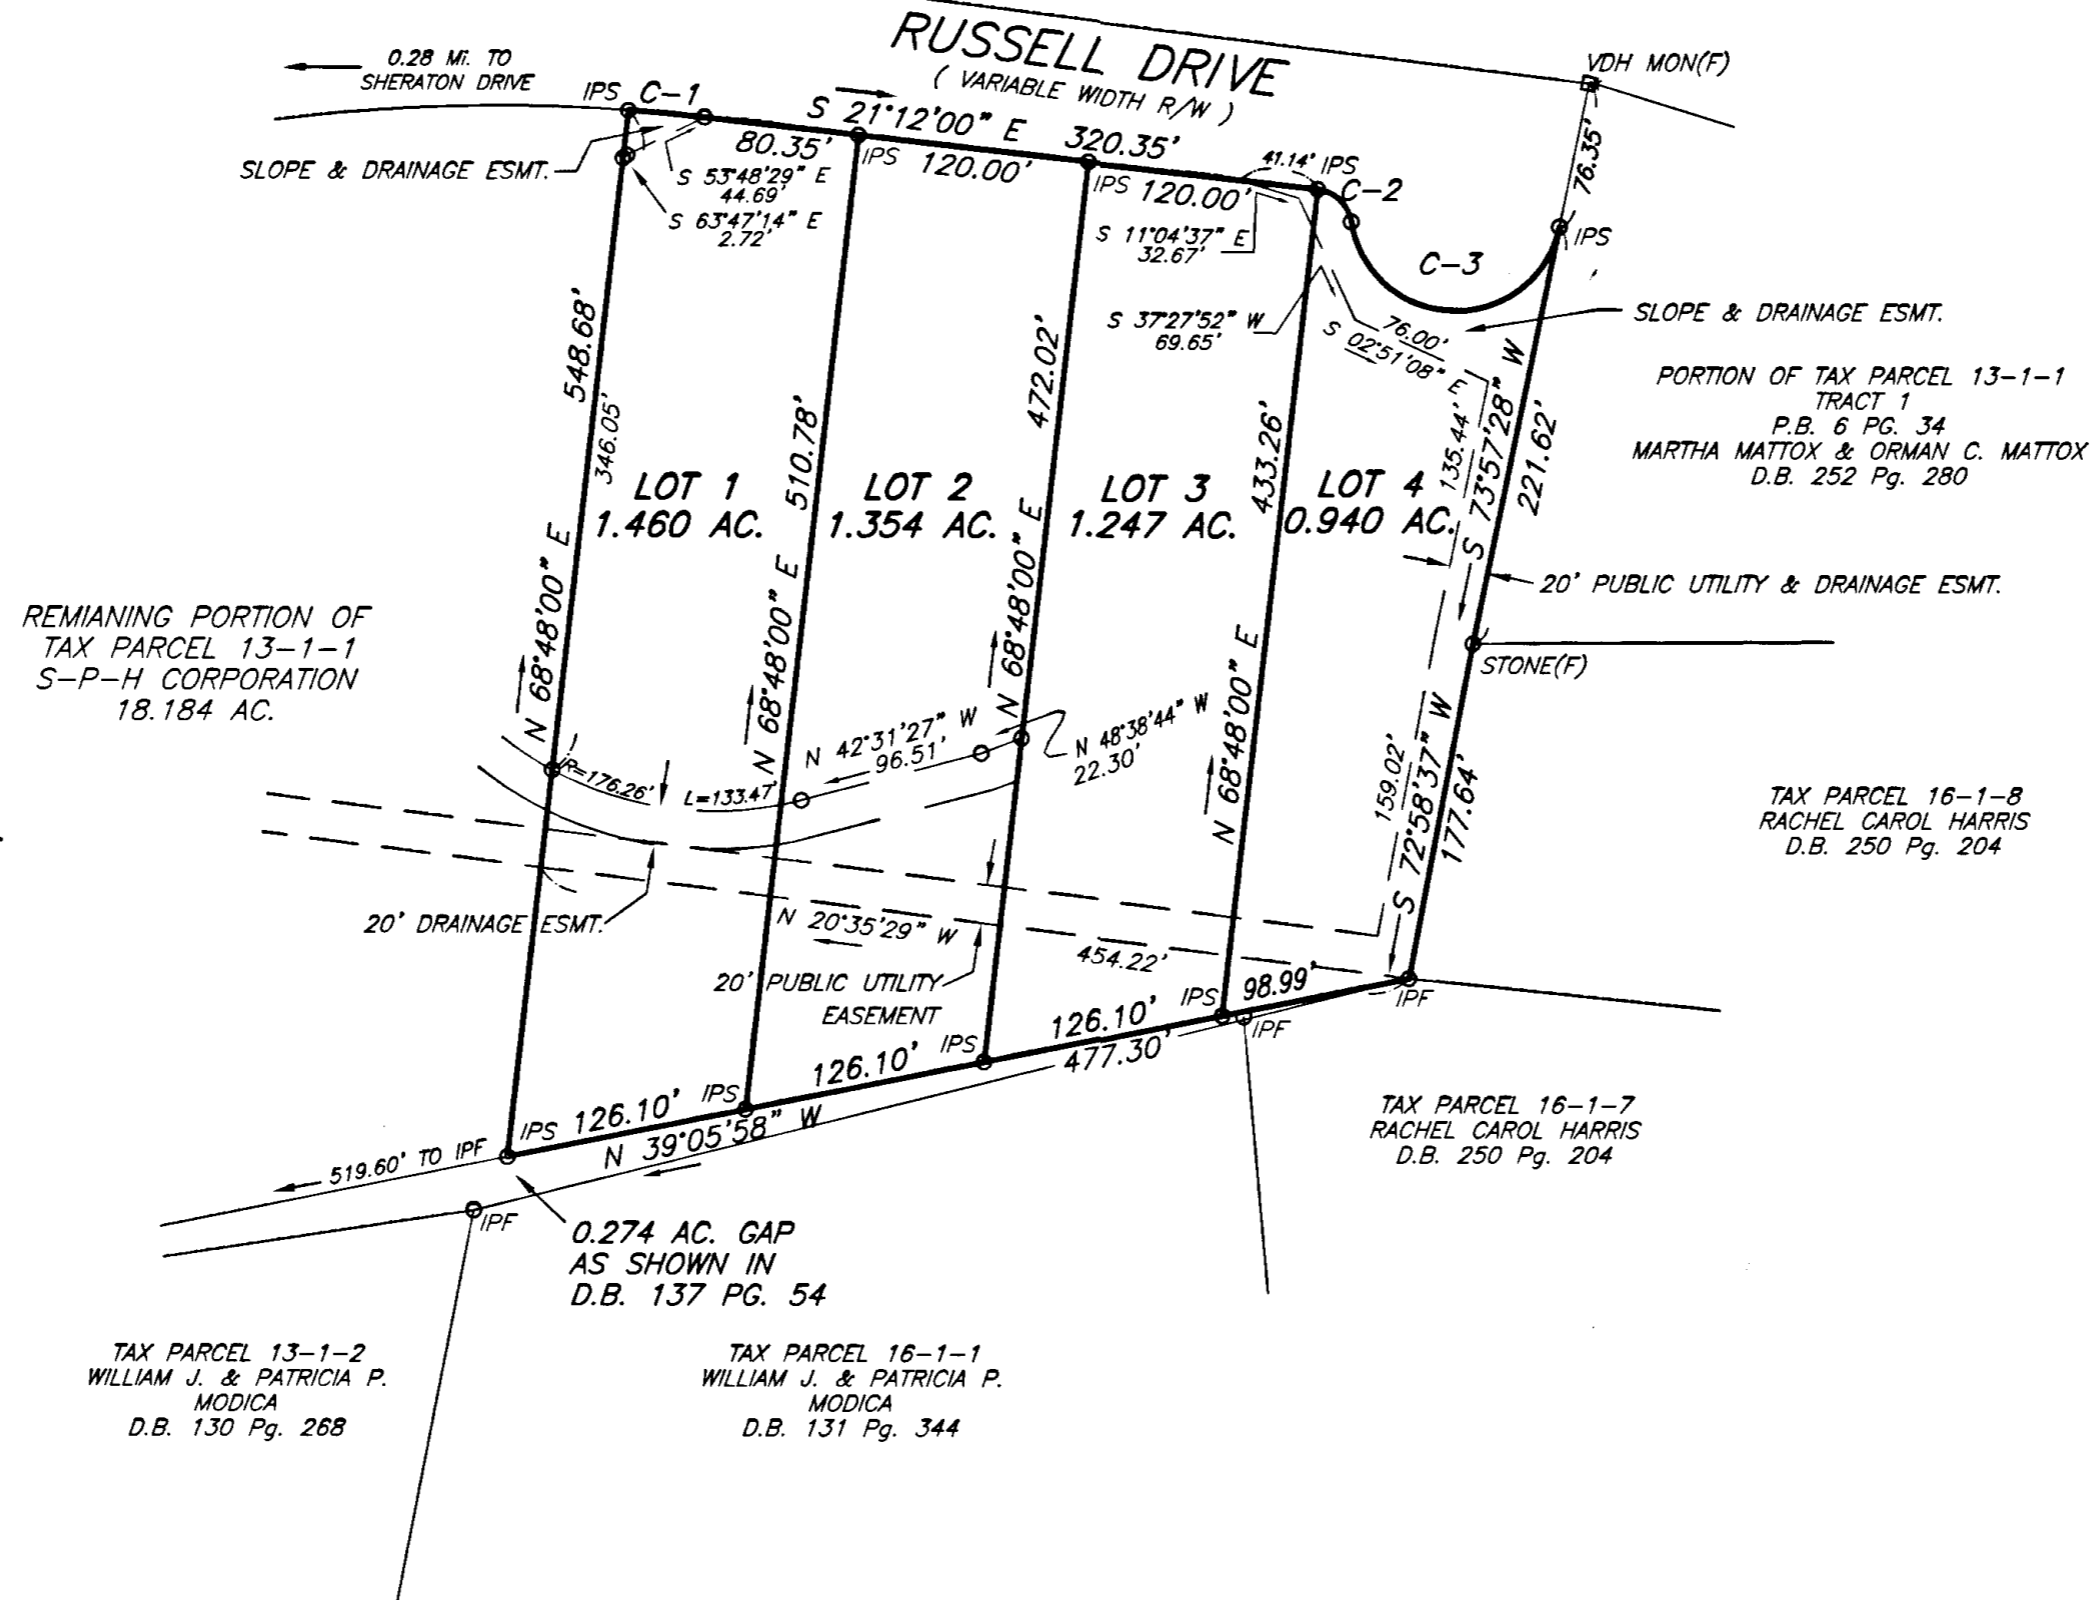 RUSSELL DRIVE
( VARIABLE WIDTH R/W )
0.28 Mi. TO
SHERATON DRIVE
VDH MON(F)
76.35'
IPS
C-1
S 21°12'00" E 320.35'
80.35'
IPS
120.00'
IPS
120.00'
41.14'
IPS
C-2
C-3
IPS
SLOPE & DRAINAGE ESMT.
S 53°48'29" E
44.69'
S 63°47'14" E
2.72'
S 11°04'37" E
32.67'
S 37°27'52" W
69.65'
76.00'
S 02°51'08" E
SLOPE & DRAINAGE ESMT.
PORTION OF TAX PARCEL 13-1-1
TRACT 1
P.B. 6 PG. 34
MARTHA MATTOX & ORMAN C. MATTOX
D.B. 252 Pg. 280
N 68°48'00" E 548.68'
346.05'
N 68°48'00" E 510.78'
N 68°48'00" E 472.02'
N 68°48'00" E 433.26'
135.44'
S 73°57'28" W
221.62'
LOT 1
1.460 AC.
LOT 2
1.354 AC.
LOT 3
1.247 AC.
LOT 4
0.940 AC.
20' PUBLIC UTILITY & DRAINAGE ESMT.
STONE(F)
REMIANING PORTION OF
TAX PARCEL 13-1-1
S-P-H CORPORATION
18.184 AC.
R=176.26'
L=133.47'
N 42°31'27" W
96.51'
N 48°38'44" W
22.30'
159.02'
S 72°58'37" W
177.64'
TAX PARCEL 16-1-8
RACHEL CAROL HARRIS
D.B. 250 Pg. 204
20' DRAINAGE ESMT.
N 20°35'29" W
454.22'
20' PUBLIC UTILITY
EASEMENT
IPS
126.10'
IPS
126.10'
IPS
126.10'
IPS
98.99'
IPF
IPF
N 39°05'58" W
477.30'
519.60' TO IPF
IPF
0.274 AC. GAP
AS SHOWN IN
D.B. 137 PG. 54
TAX PARCEL 16-1-7
RACHEL CAROL HARRIS
D.B. 250 Pg. 204
TAX PARCEL 13-1-2
WILLIAM J. & PATRICIA P.
MODICA
D.B. 130 Pg. 268
TAX PARCEL 16-1-1
WILLIAM J. & PATRICIA P.
MODICA
D.B. 131 Pg. 344